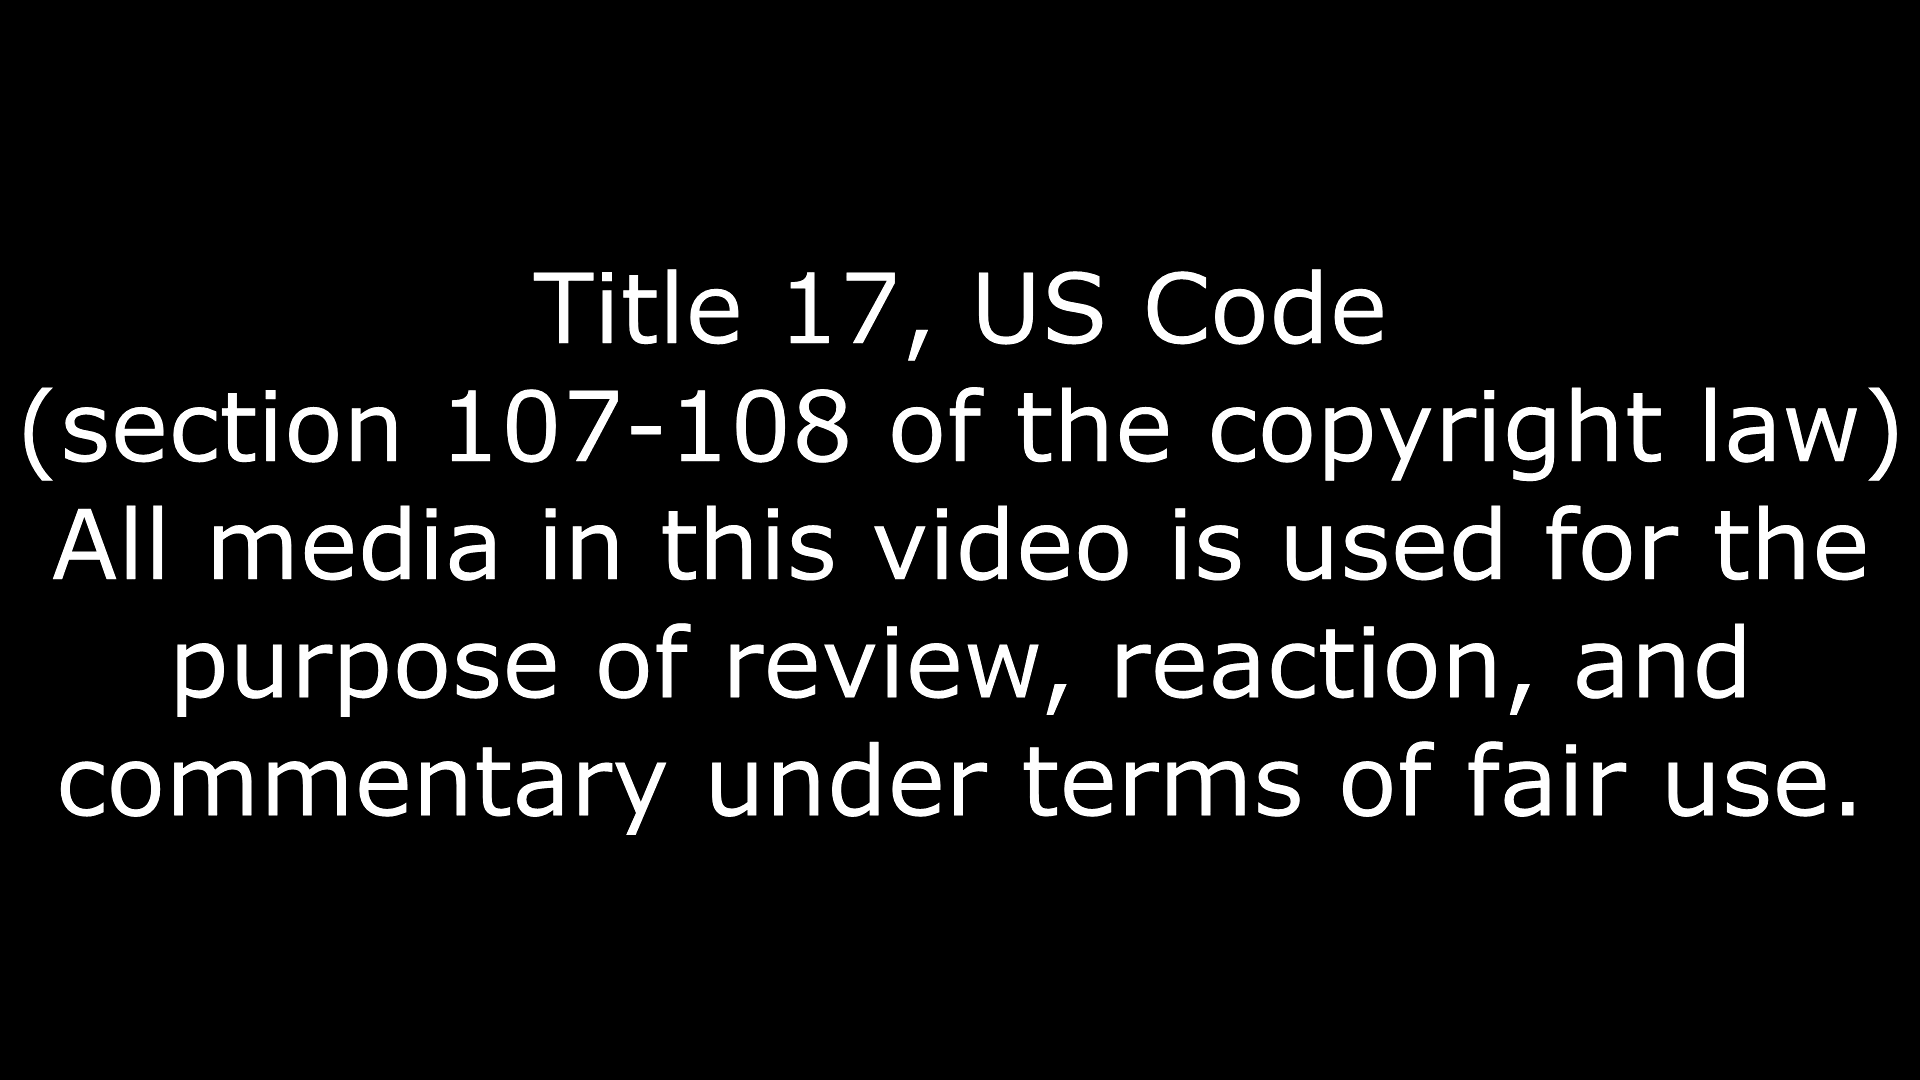 Title 17, US Code
(section 107-108 of the copyright law)
All media in this video is used for the
purpose of review, reaction, and
commentary under terms of fair use.